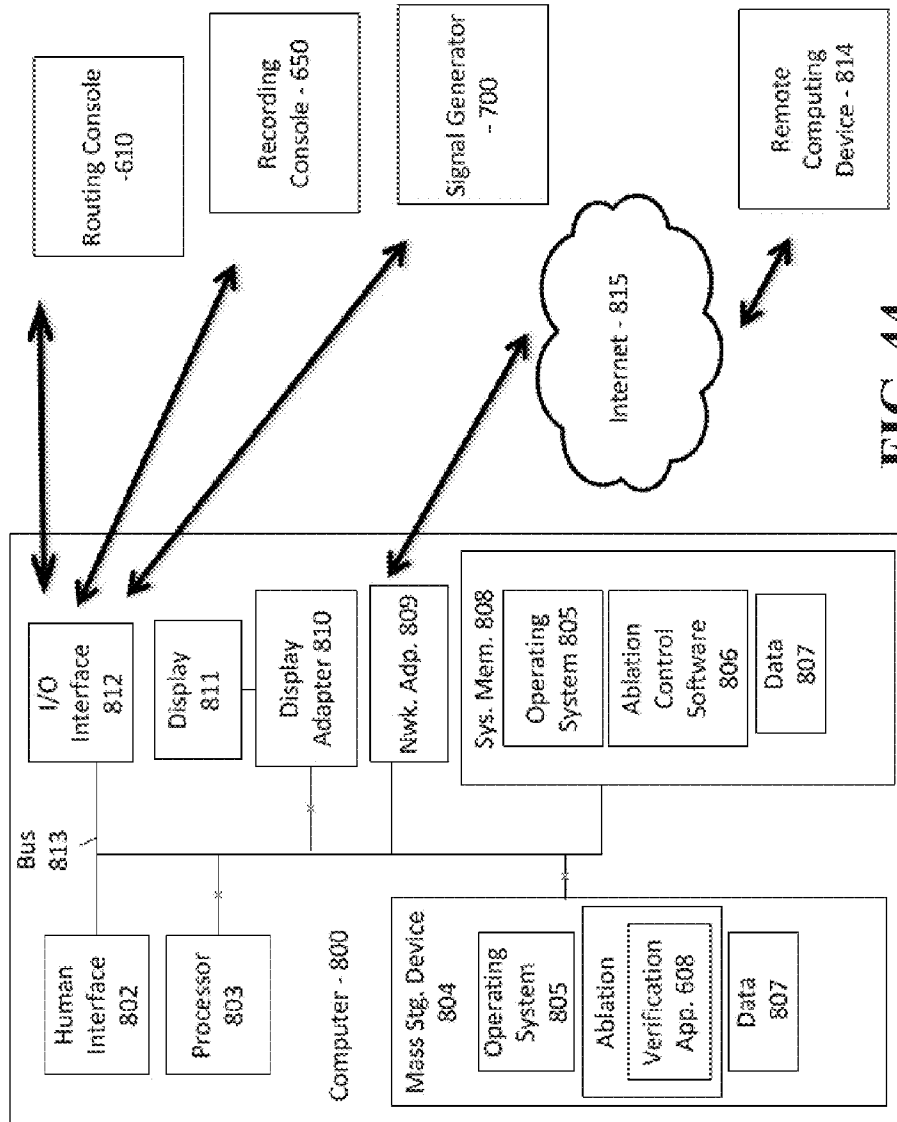 Human
Interface
802
Processor
803
Computer - 800
Mass Stg. Device
804
Operating
System
805
Ablation
Verification
App. 608
Data
807
Bus
813
I/O
Interface
812
Display
811
Display
Adapter 810
Nwk. Adp. 809
Sys. Mem. 808
Operating
System 805
Ablation
Control
Software
806
Data
807
Routing Console
-610
Recording
Console - 650
Signal Generator
- 700
Internet - 815
Remote
Computing
Device - 814